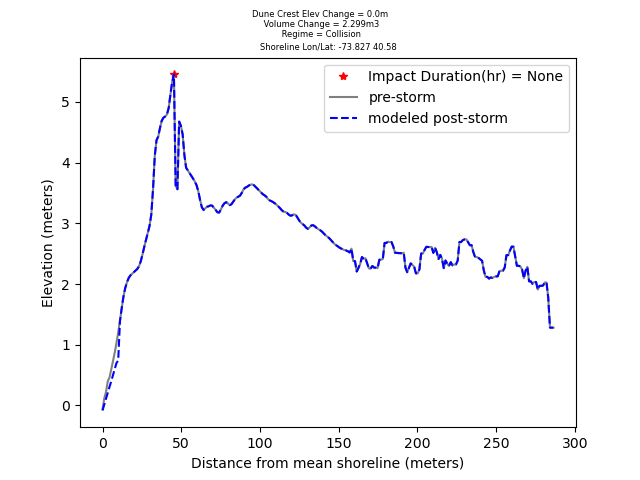 Dune Crest Elev Change = 0.0m
Volume Change = 2.299m3
Regime = Collision
Shoreline Lon/Lat: -73.827 40.58
Impact Duration(hr) = None
pre-storm
modeled post-storm
Elevation (meters)
5
4
3
2
1
0
0 50 100 150 200 250 300
Distance from mean shoreline (meters)